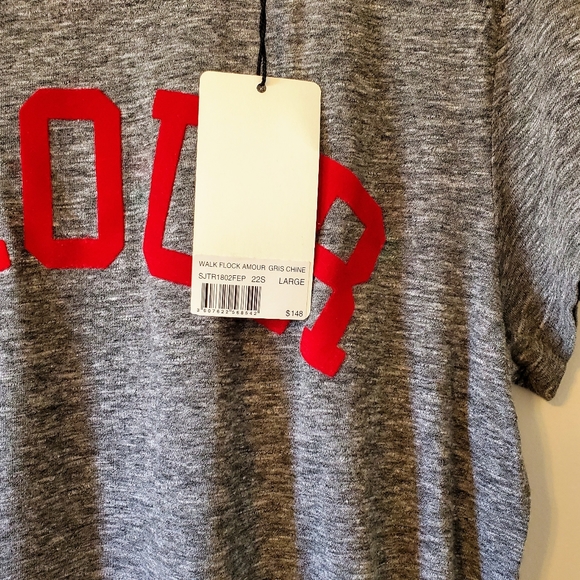 OUR
WALK FLOCK AMOUR GRIS CHINE
SJTR1802FEP 22S LARGE
$148